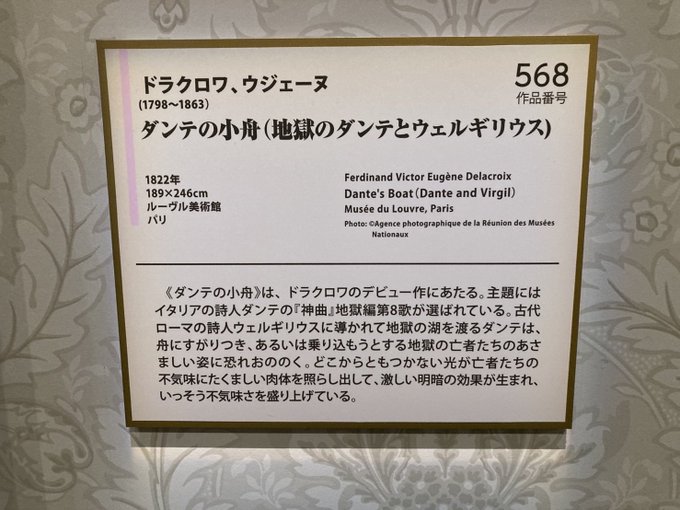 ドラクロワ、ウジェーヌ
(1798〜1863)
568
作品番号
ダンテの小舟(地獄のダンテとウェルギリウス)
1822年
189×246cm
ルーヴル美術館
パリ
Ferdinand Victor Eugène Delacroix
Dante's Boat(Dante and Virgil)
Musée du Louvre, Paris
Photo: ©Agence photographique de la Réunion des Musées
Nationaux
《ダンテの小舟》は、ドラクロワのデビュー作にあたる。主題には
イタリアの詩人ダンテの『神曲』地獄編第8歌が選ばれている。古代
ローマの詩人ウェルギリウスに導かれて地獄の湖を渡るダンテは、
舟にすがりつき、あるいは乗り込もうとする地獄の亡者たちのあさ
ましい姿に恐れおののく。どこからともつかない光が亡者たちの
不気味にたくましい肉体を照らし出して、激しい明暗の効果が生まれ、
いっそう不気味さを盛り上げている。